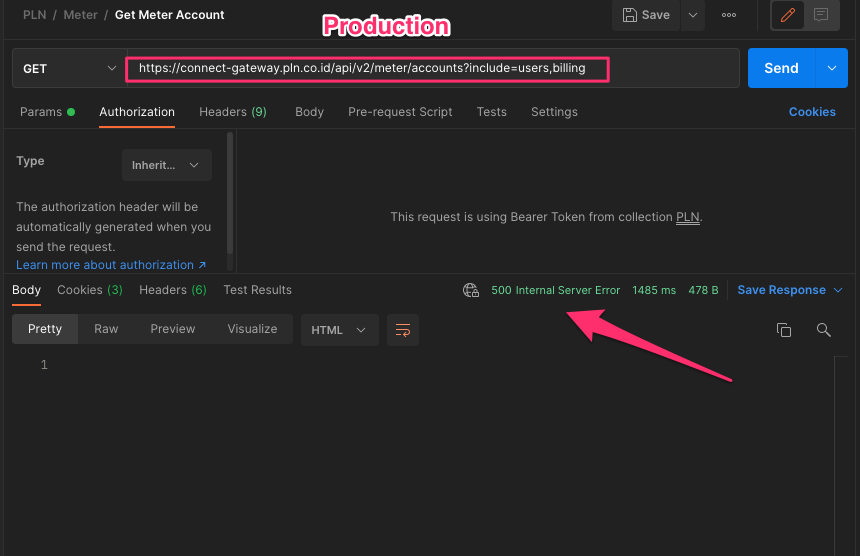 PLN / Meter / Get Meter Account
Production
Save
GET
https://connect-gateway.pln.co.id/api/v2/meter/accounts?include=users,billing
Send
Params
Authorization
Headers (9)
Body
Pre-request Script
Tests
Settings
Cookies
Type
Inherit...
The authorization header will be
automatically generated when you
send the request.
Learn more about authorization ↗
This request is using Bearer Token from collection PLN.
Body
Cookies (3)
Headers (6)
Test Results
500 Internal Server Error
1485 ms
478 B
Save Response
Pretty
Raw
Preview
Visualize
HTML
1